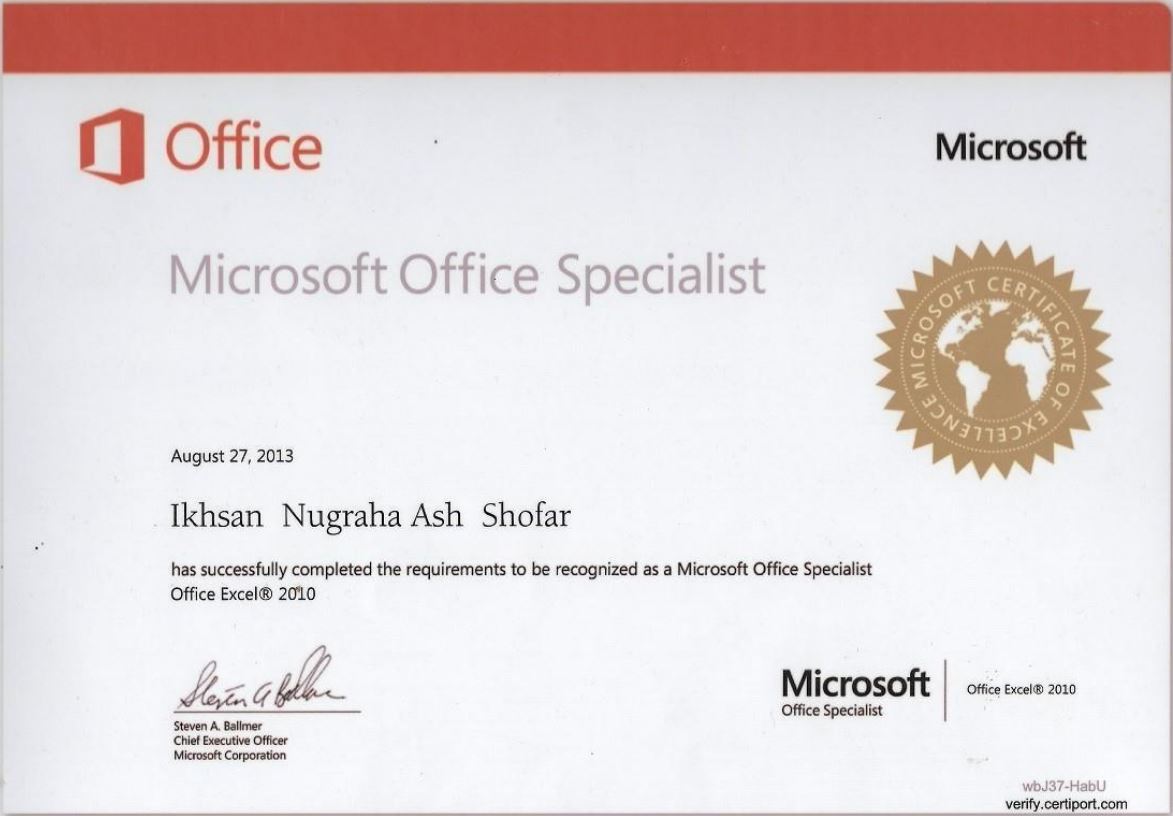 Office
Microsoft
Microsoft Office Specialist
MICROSOFT CERTIFICATE OF EXCELLENCE
August 27, 2013
Ikhsan Nugraha Ash Shofar
has successfully completed the requirements to be recognized as a Microsoft Office Specialist
Office Excel® 2010
Steven A Ballmer
Steven A. Ballmer
Chief Executive Officer
Microsoft Corporation
Microsoft
Office Specialist
Office Excel® 2010
wbJ37-HabU
verify.certiport.com